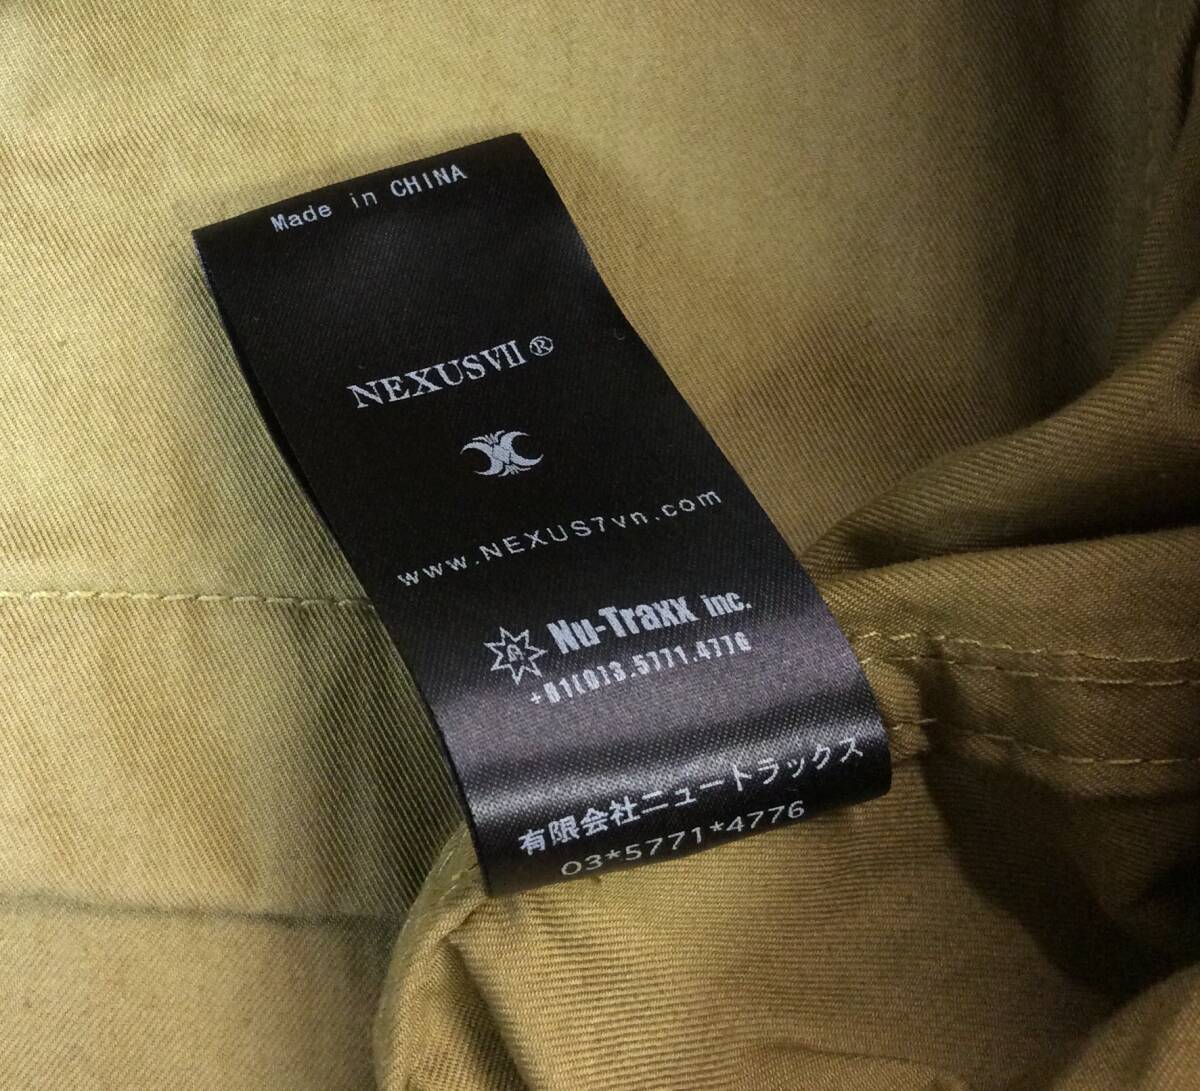 Made in CHINA
NEXUSVII®
www.NEXUS7vn.com
Nu-Traxx inc.
+81(0)3.5771.4776
有限会社ニュートラックス
03*5771*4776